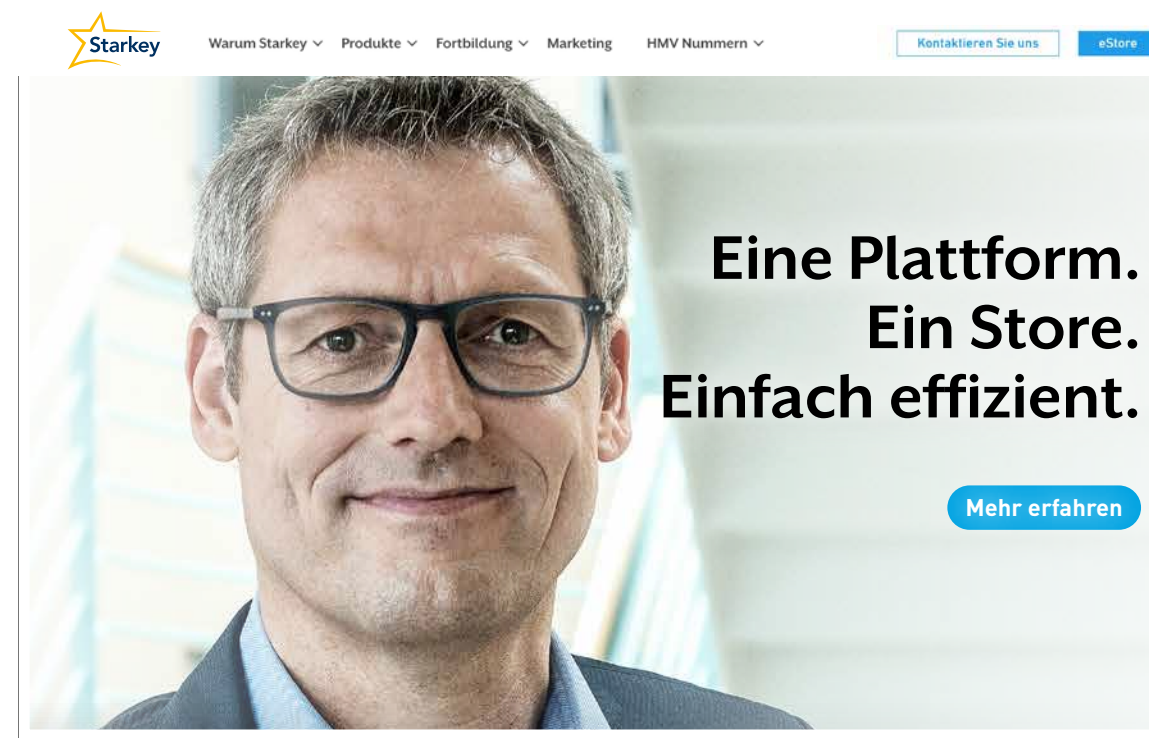 Starkey
Warum Starkey Produkte Fortbildung Marketing HMV Nummern Kontaktieren Sie uns eStore
Eine Plattform.
Ein Store.
Einfach effizient.
Mehr erfahren